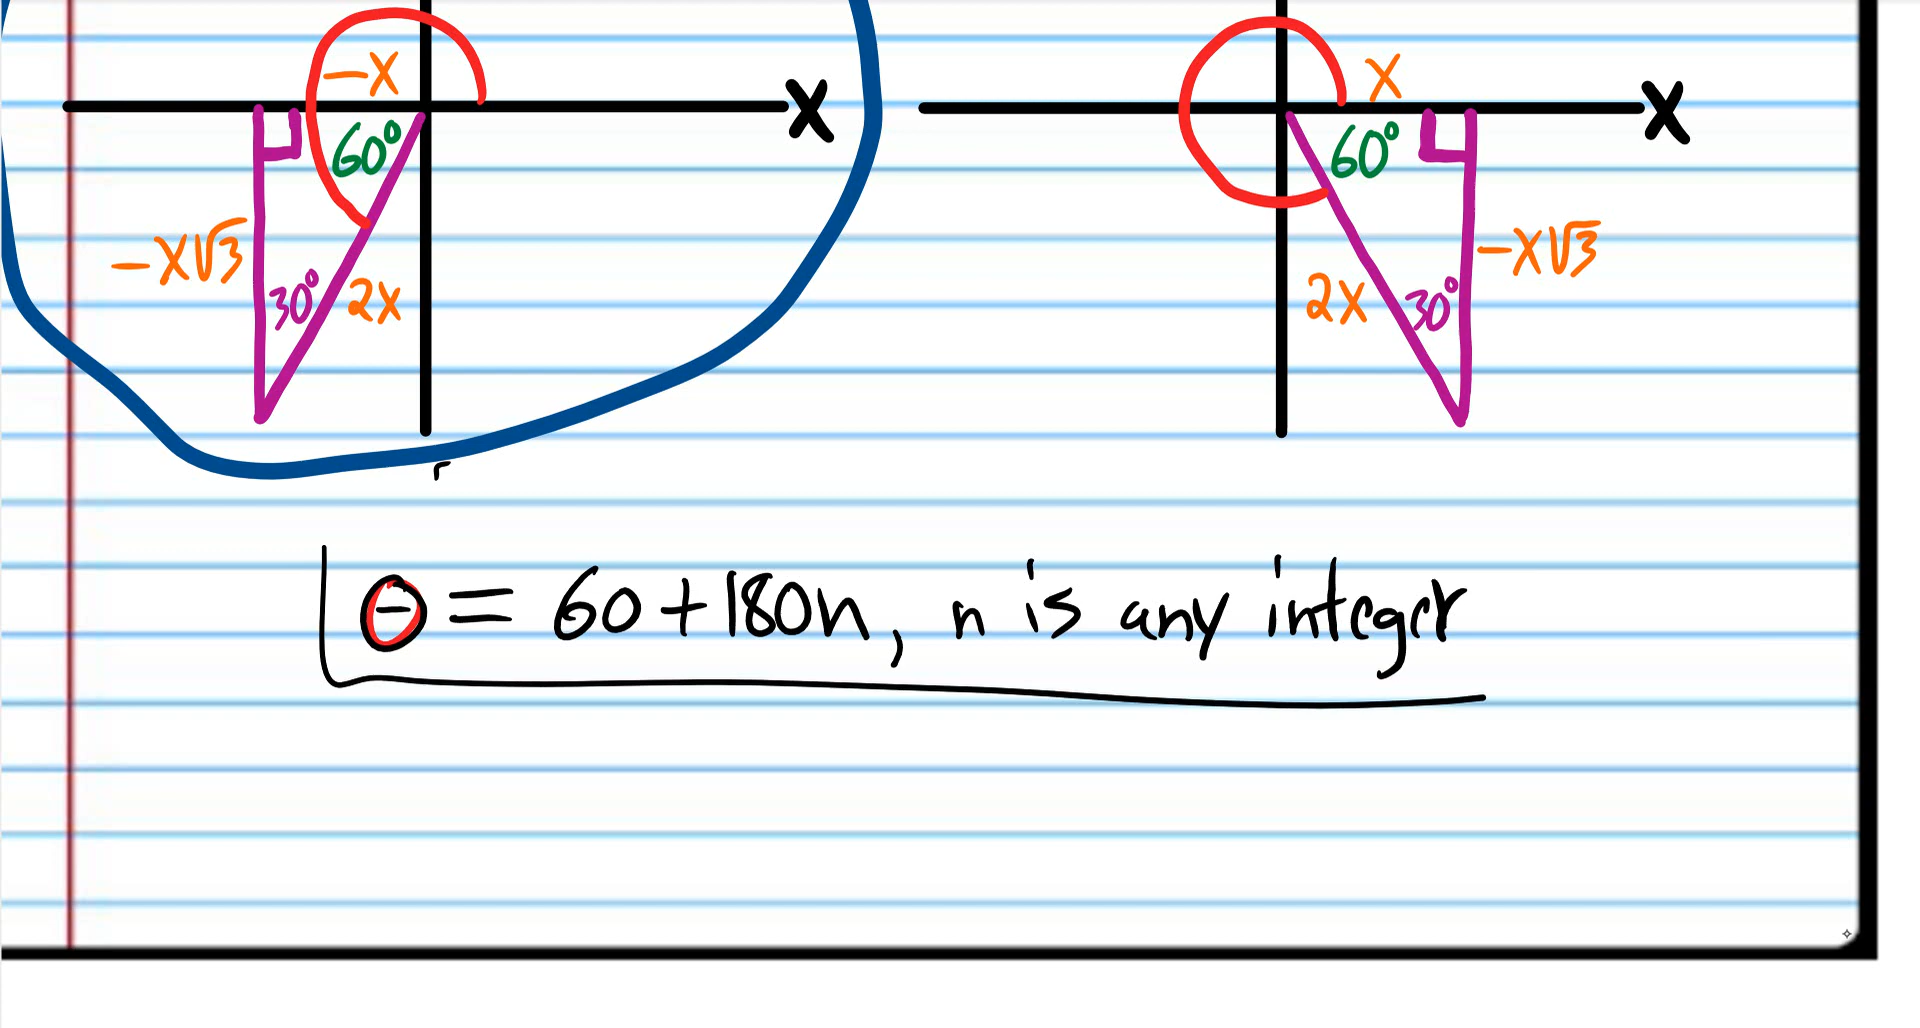 -x
X
60°
-x√3
30°
2x
x
X
60°
2x
30°
-x√3
θ = 60+180n, n is any integer